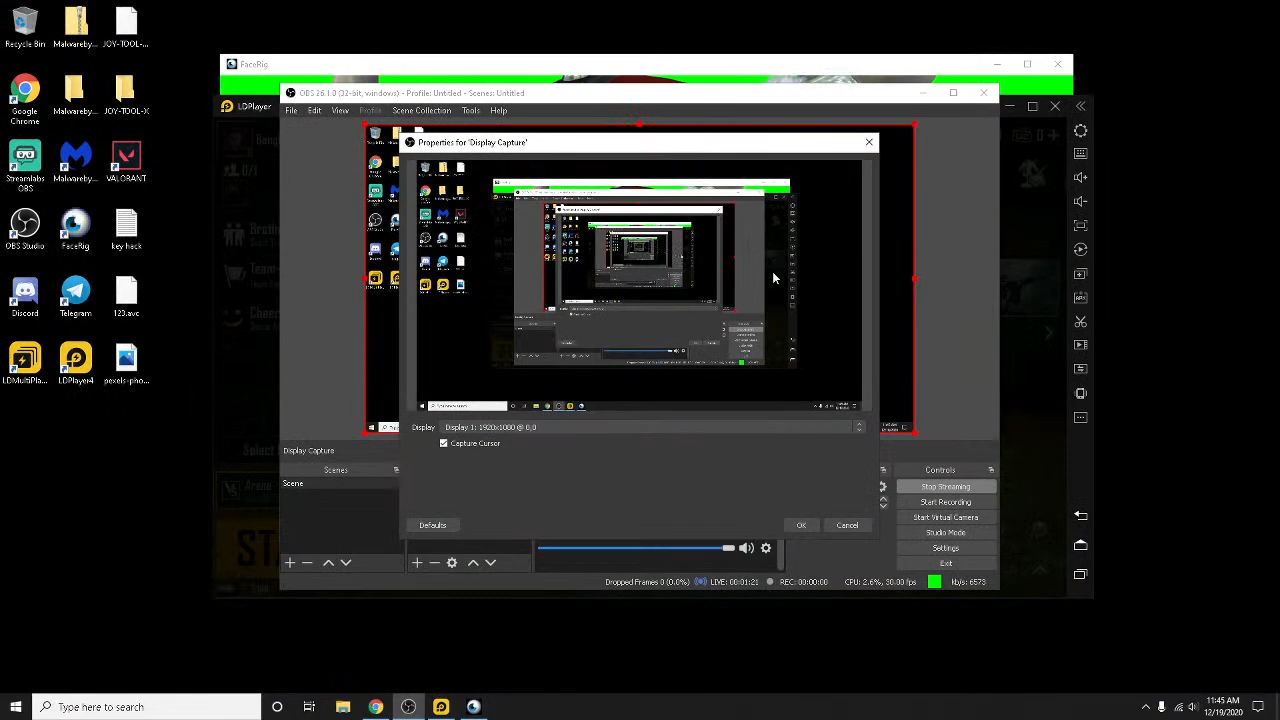 Recycle Bin
Malwareby...
JOY-TOOL-...
Google Chrome
Malwareby...
JOY-TOOL-X
Streamlabs OBS
Malwareby...
VALORANT
OBS Studio
FaceRig
key hack
Discord
Telegram
123.avc
LDMultiPla...
LDPlayer4
pexels-pho...
FaceRig
LDPlayer
OBS 26.1.0 (32-bit, windows) - Profile: Untitled - Scenes: Untitled
File Edit View Profile Scene Collection Tools Help
Properties for 'Display Capture'
Display Display 1: 1920x1080 @ 0,0
Capture Cursor
Defaults OK Cancel
Display Capture
Scenes
Scene
Controls
Stop Streaming
Start Recording
Start Virtual Camera
Studio Mode
Settings
Exit
0/1
Arena
Dropped Frames 0 (0.0%) LIVE: 00:01:21 REC: 00:00:00 CPU: 2.6%, 30.00 fps kb/s: 6573
Type here to search
11:45 AM
12/19/2020